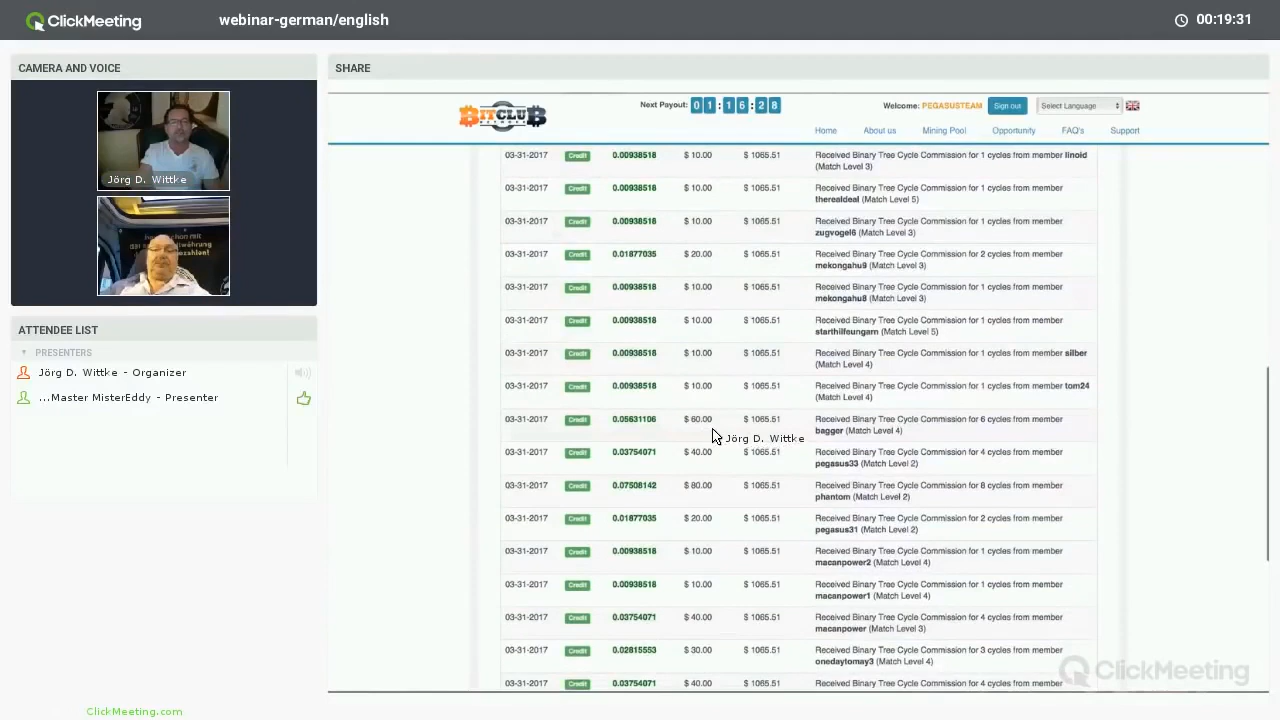 ClickMeeting
webinar-german/english
00:19:31
CAMERA AND VOICE
Jörg D. Wittke
ATTENDEE LIST
PRESENTERS
Jörg D. Wittke - Organizer
...Master MisterEddy - Presenter
ClickMeeting.com
SHARE
BITCLUB
NETWORK
Next Payout: 01:16:28
Welcome: PEGASUSTEAM
Sign out
Select Language
Home About us Mining Pool Opportunity FAQ's Support
03-31-2017 Credit 0.00938518 $ 10.00 $ 1065.51 Received Binary Tree Cycle Commission for 1 cycles from member linoid
(Match Level 3)
03-31-2017 Credit 0.00938518 $ 10.00 $ 1065.51 Received Binary Tree Cycle Commission for 1 cycles from member
therealdeal (Match Level 5)
03-31-2017 Credit 0.00938518 $ 10.00 $ 1065.51 Received Binary Tree Cycle Commission for 1 cycles from member
zugvogel6 (Match Level 3)
03-31-2017 Credit 0.01877035 $ 20.00 $ 1065.51 Received Binary Tree Cycle Commission for 2 cycles from member
mekongahu9 (Match Level 3)
03-31-2017 Credit 0.00938518 $ 10.00 $ 1065.51 Received Binary Tree Cycle Commission for 1 cycles from member
mekongahu8 (Match Level 3)
03-31-2017 Credit 0.00938518 $ 10.00 $ 1065.51 Received Binary Tree Cycle Commission for 1 cycles from member
starthilfeungarn (Match Level 5)
03-31-2017 Credit 0.00938518 $ 10.00 $ 1065.51 Received Binary Tree Cycle Commission for 1 cycles from member silber
(Match Level 4)
03-31-2017 Credit 0.00938518 $ 10.00 $ 1065.51 Received Binary Tree Cycle Commission for 1 cycles from member tom24
(Match Level 4)
03-31-2017 Credit 0.05631106 $ 60.00 $ 1065.51 Received Binary Tree Cycle Commission for 6 cycles from member
bagger (Match Level 4)
Jörg D. Wittke
03-31-2017 Credit 0.03754071 $ 40.00 $ 1065.51 Received Binary Tree Cycle Commission for 4 cycles from member
pegasus33 (Match Level 2)
03-31-2017 Credit 0.07508142 $ 80.00 $ 1065.51 Received Binary Tree Cycle Commission for 8 cycles from member
phantom (Match Level 2)
03-31-2017 Credit 0.01877035 $ 20.00 $ 1065.51 Received Binary Tree Cycle Commission for 2 cycles from member
pegasus31 (Match Level 2)
03-31-2017 Credit 0.00938518 $ 10.00 $ 1065.51 Received Binary Tree Cycle Commission for 1 cycles from member
macanpower2 (Match Level 4)
03-31-2017 Credit 0.00938518 $ 10.00 $ 1065.51 Received Binary Tree Cycle Commission for 1 cycles from member
macanpower1 (Match Level 4)
03-31-2017 Credit 0.03754071 $ 40.00 $ 1065.51 Received Binary Tree Cycle Commission for 4 cycles from member
macanpower (Match Level 3)
03-31-2017 Credit 0.02815553 $ 30.00 $ 1065.51 Received Binary Tree Cycle Commission for 3 cycles from member
onedaytomay3 (Match Level 4)
03-31-2017 Credit 0.03754071 $ 40.00 $ 1065.51 Received Binary Tree Cycle Commission for 4 cycles from member
ClickMeeting